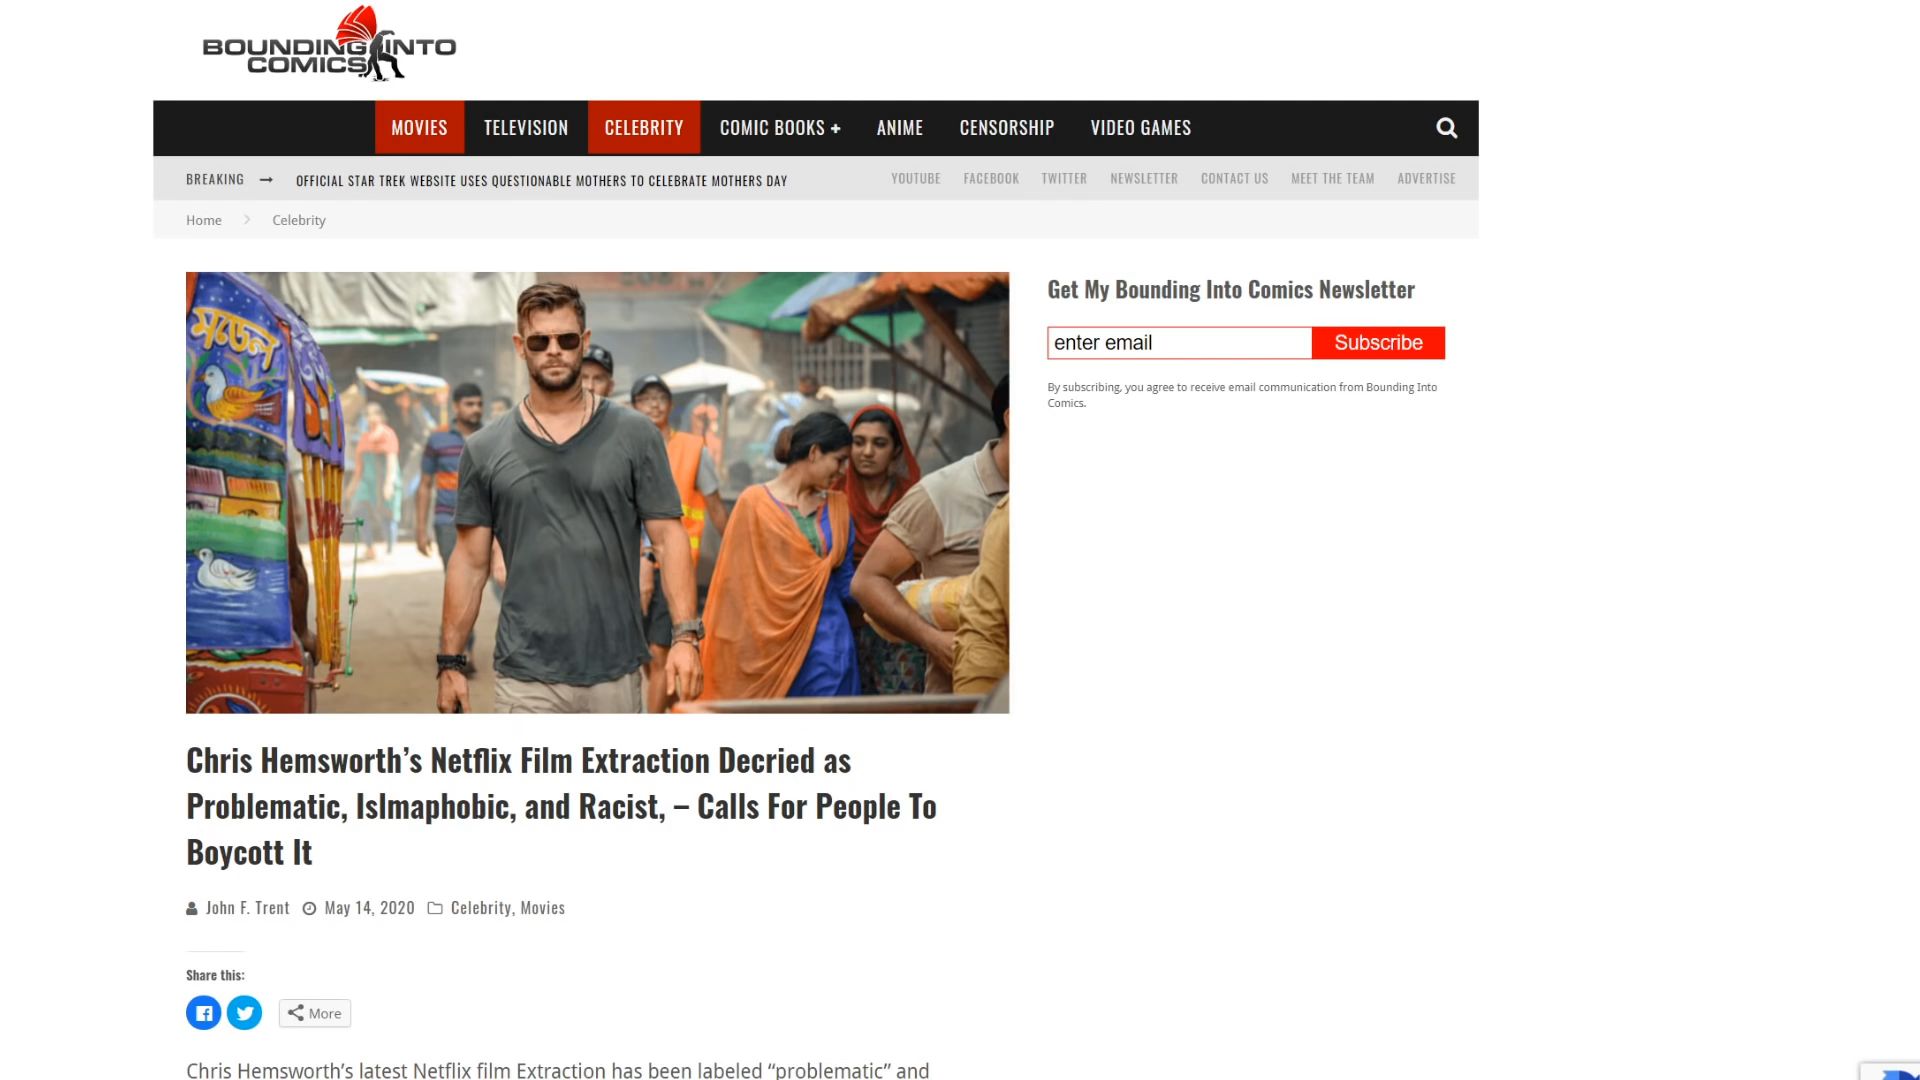 BOUNDING INTO
COMICS
MOVIES TELEVISION CELEBRITY COMIC BOOKS + ANIME CENSORSHIP VIDEO GAMES
BREAKING → OFFICIAL STAR TREK WEBSITE USES QUESTIONABLE MOTHERS TO CELEBRATE MOTHERS DAY YOUTUBE FACEBOOK TWITTER NEWSLETTER CONTACT US MEET THE TEAM ADVERTISE
Home > Celebrity
মডেল
Get My Bounding Into Comics Newsletter
enter email Subscribe
By subscribing, you agree to receive email communication from Bounding Into
Comics.
Chris Hemsworth’s Netflix Film Extraction Decried as
Problematic, Islmaphobic, and Racist, – Calls For People To
Boycott It
John F. Trent May 14, 2020 Celebrity, Movies
Share this:
More
Chris Hemsworth’s latest Netflix film Extraction has been labeled “problematic” and